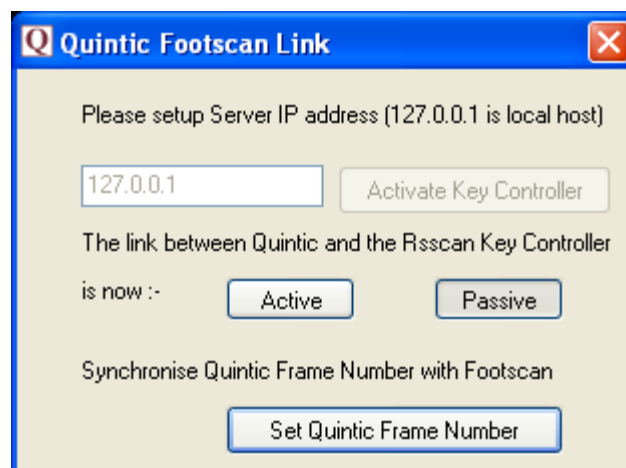 Quintic Footscan Link
Please setup Server IP address (127.0.0.1 is local host)
127.0.0.1 Activate Key Controller
The link between Quintic and the Rsscan Key Controller
is now :- Active Passive
Synchronise Quintic Frame Number with Footscan
Set Quintic Frame Number